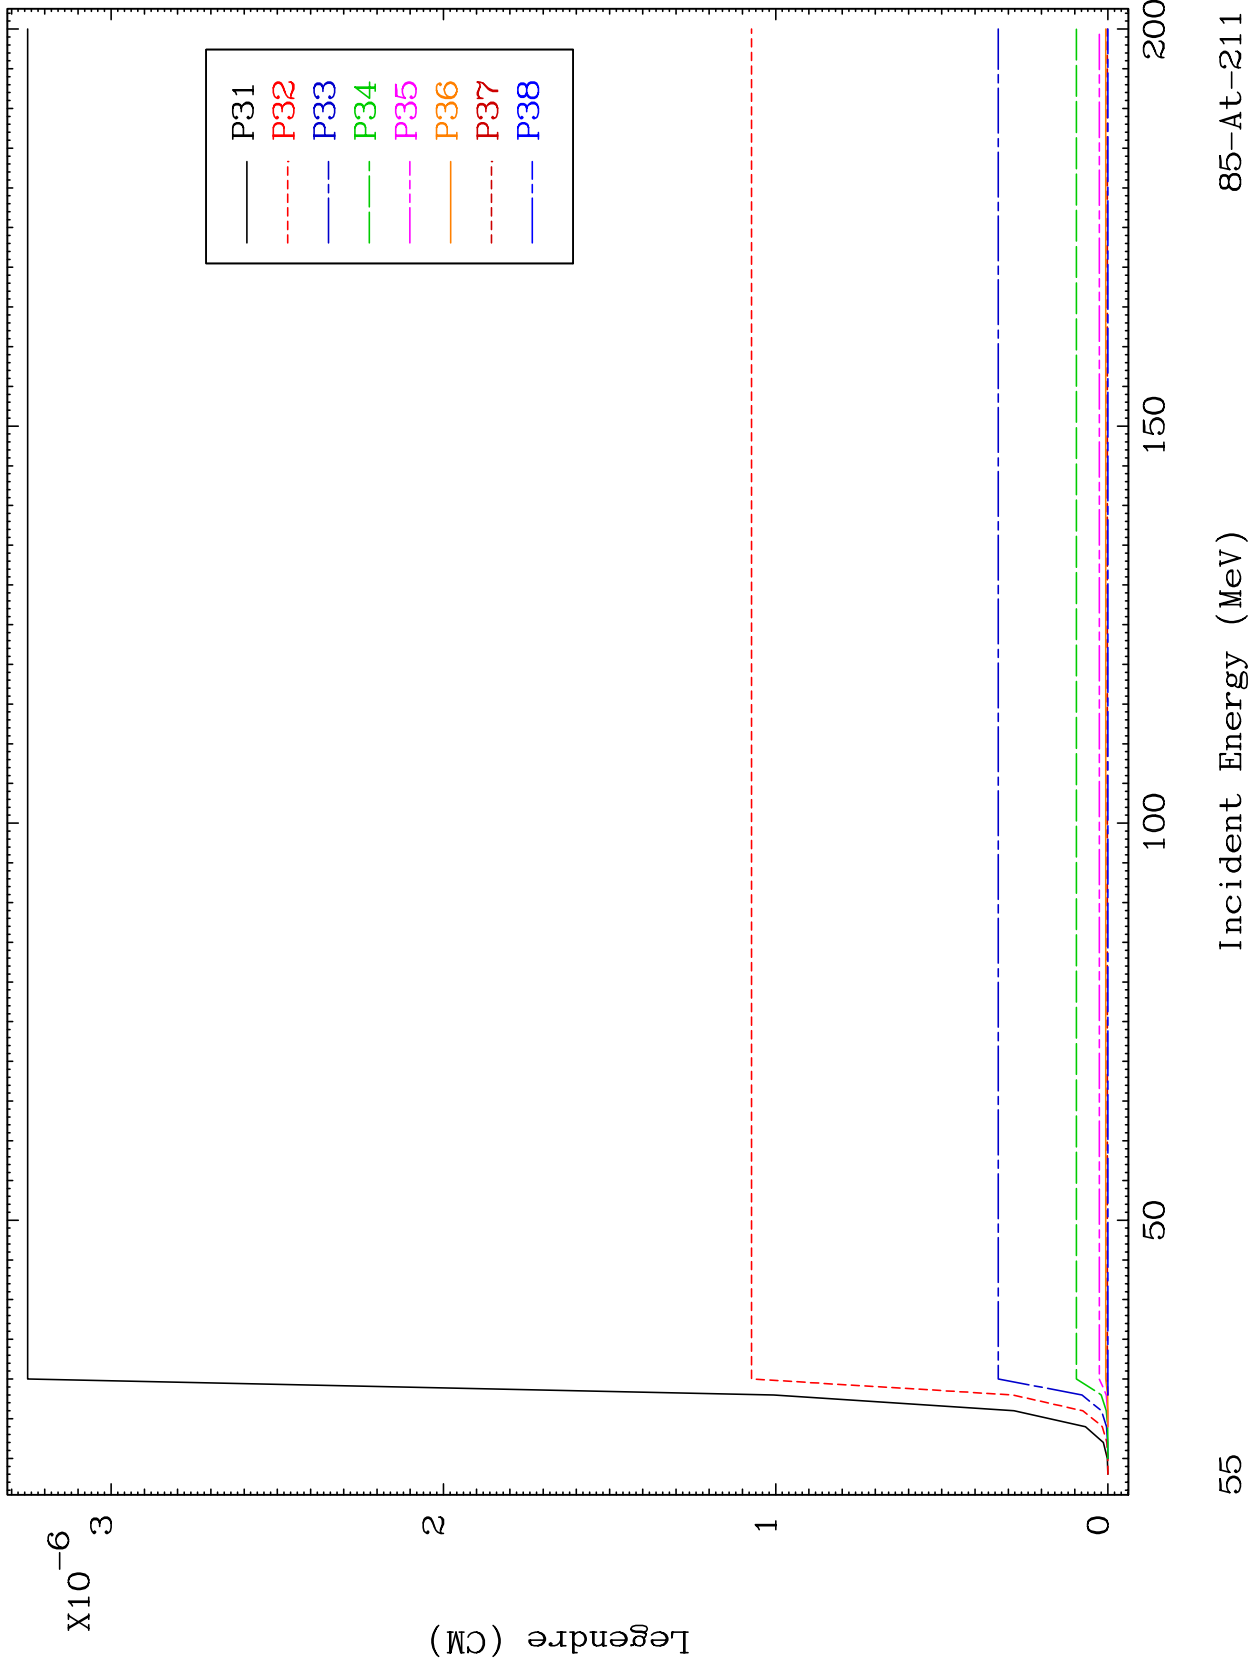 X10-6
3
2
1
0
Legendre (CM)
P31
P32
P33
P34
P35
P36
P37
P38
50
100
150
200
Incident Energy (MeV)
55
85-At-211